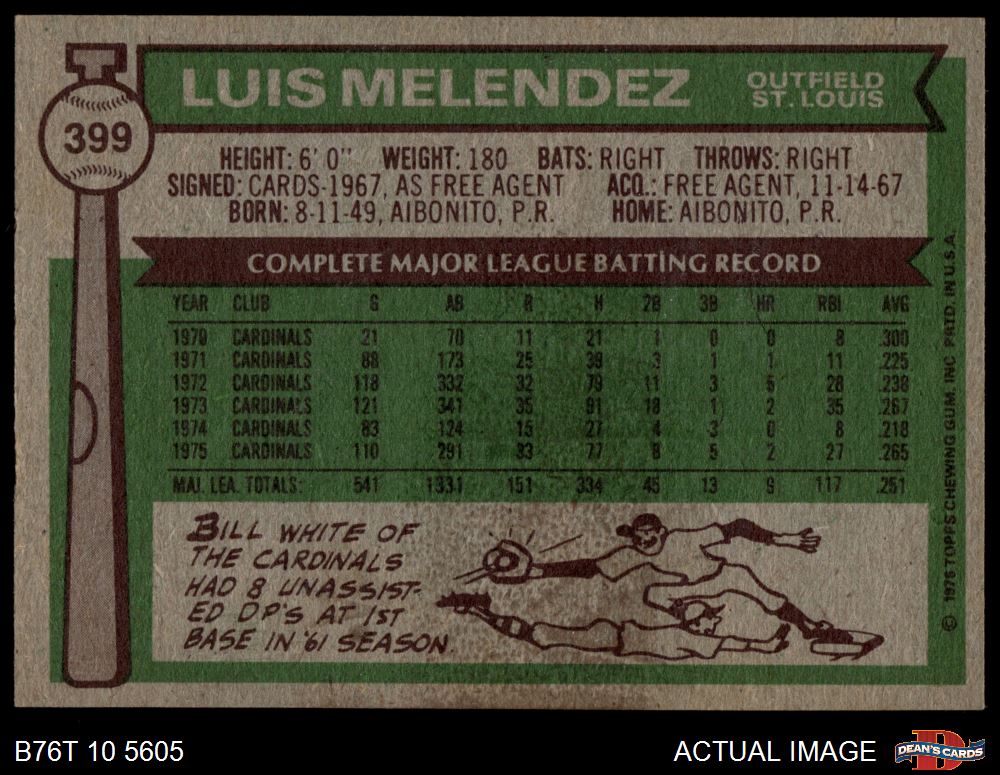 399
LUIS MELENDEZ
OUTFIELD
ST. LOUIS
HEIGHT: 6' 0" WEIGHT: 180 BATS: RIGHT THROWS: RIGHT
SIGNED: CARDS-1967, AS FREE AGENT ACQ.: FREE AGENT, 11-14-67
BORN: 8-11-49, AIBONITO, P.R. HOME: AIBONITO, P.R.
COMPLETE MAJOR LEAGUE BATTING RECORD
YEAR CLUB G AB R H 2B 3B HR RBI AVG
1970 CARDINALS 21 70 11 21 1 0 0 8 .300
1971 CARDINALS 88 173 25 39 3 1 1 11 .225
1972 CARDINALS 118 332 32 79 11 3 5 28 .238
1973 CARDINALS 121 341 35 91 18 1 2 35 .267
1974 CARDINALS 83 124 15 27 4 3 0 8 .218
1975 CARDINALS 110 291 33 77 8 5 2 27 .265
MAJ. LEA. TOTALS: 541 1331 151 334 45 13 9 117 .251
BILL WHITE OF
THE CARDINALS
HAD 8 UNASSIST-
ED DP'S AT 1ST
BASE IN '61 SEASON.
© 1976 TOPPS CHEWING GUM, INC. PRTD. IN U.S.A.
B76T 10 5605
ACTUAL IMAGE
DEAN'S CARDS